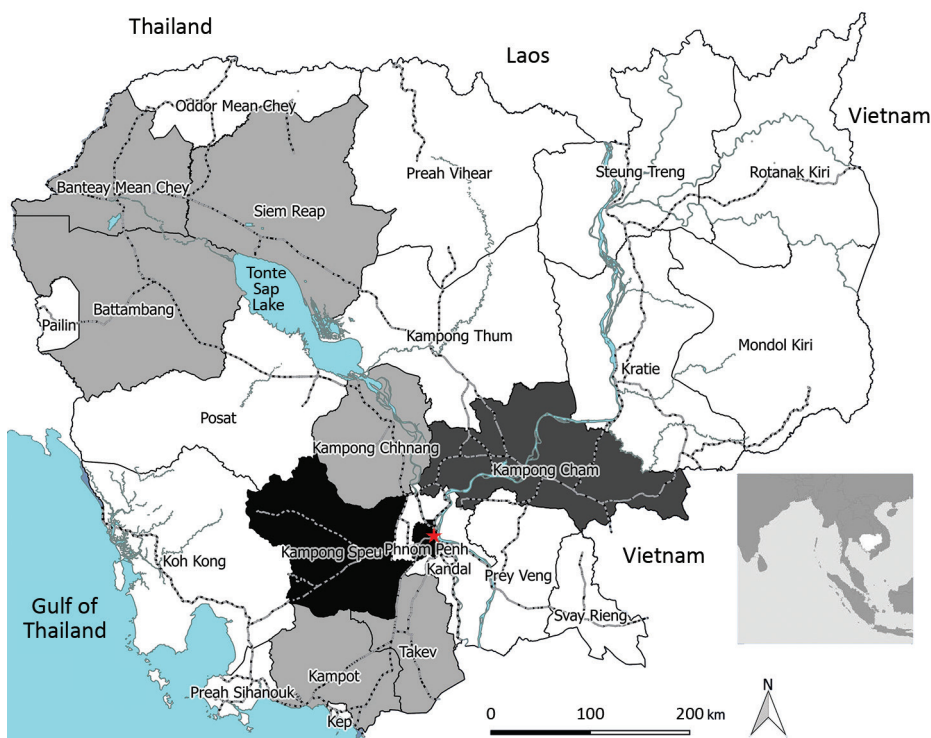 Thailand
Laos
Vietnam
Oddor Mean Chey
Preah Vihear
Steung Treng
Rotanak Kiri
Banteay Mean Chey
Siem Reap
Tonte
Sap
Lake
Battambang
Pailin
Kampong Thum
Mondol Kiri
Kratie
Posat
Kampong Chhnang
Kampong Cham
Kampong Speu
Phnom Penh
Koh Kong
Kandal
Prey Veng
Vietnam
Svay Rieng
Gulf of
Thailand
Takev
Kampot
Preah Sihanouk
Kep
N
0 100 200 km